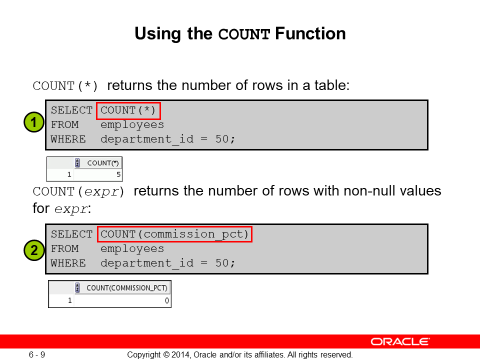 Using the COUNT Function
COUNT(*) returns the number of rows in a table:
1
SELECT COUNT(*)
FROM employees
WHERE department_id = 50;
COUNT(*)
1 5
COUNT(expr) returns the number of rows with non-null values
for expr:
2
SELECT COUNT(commission_pct)
FROM employees
WHERE department_id = 50;
COUNT(COMMISSION_PCT)
1 0
ORACLE
6 - 9 Copyright © 2014, Oracle and/or its affiliates. All rights reserved.